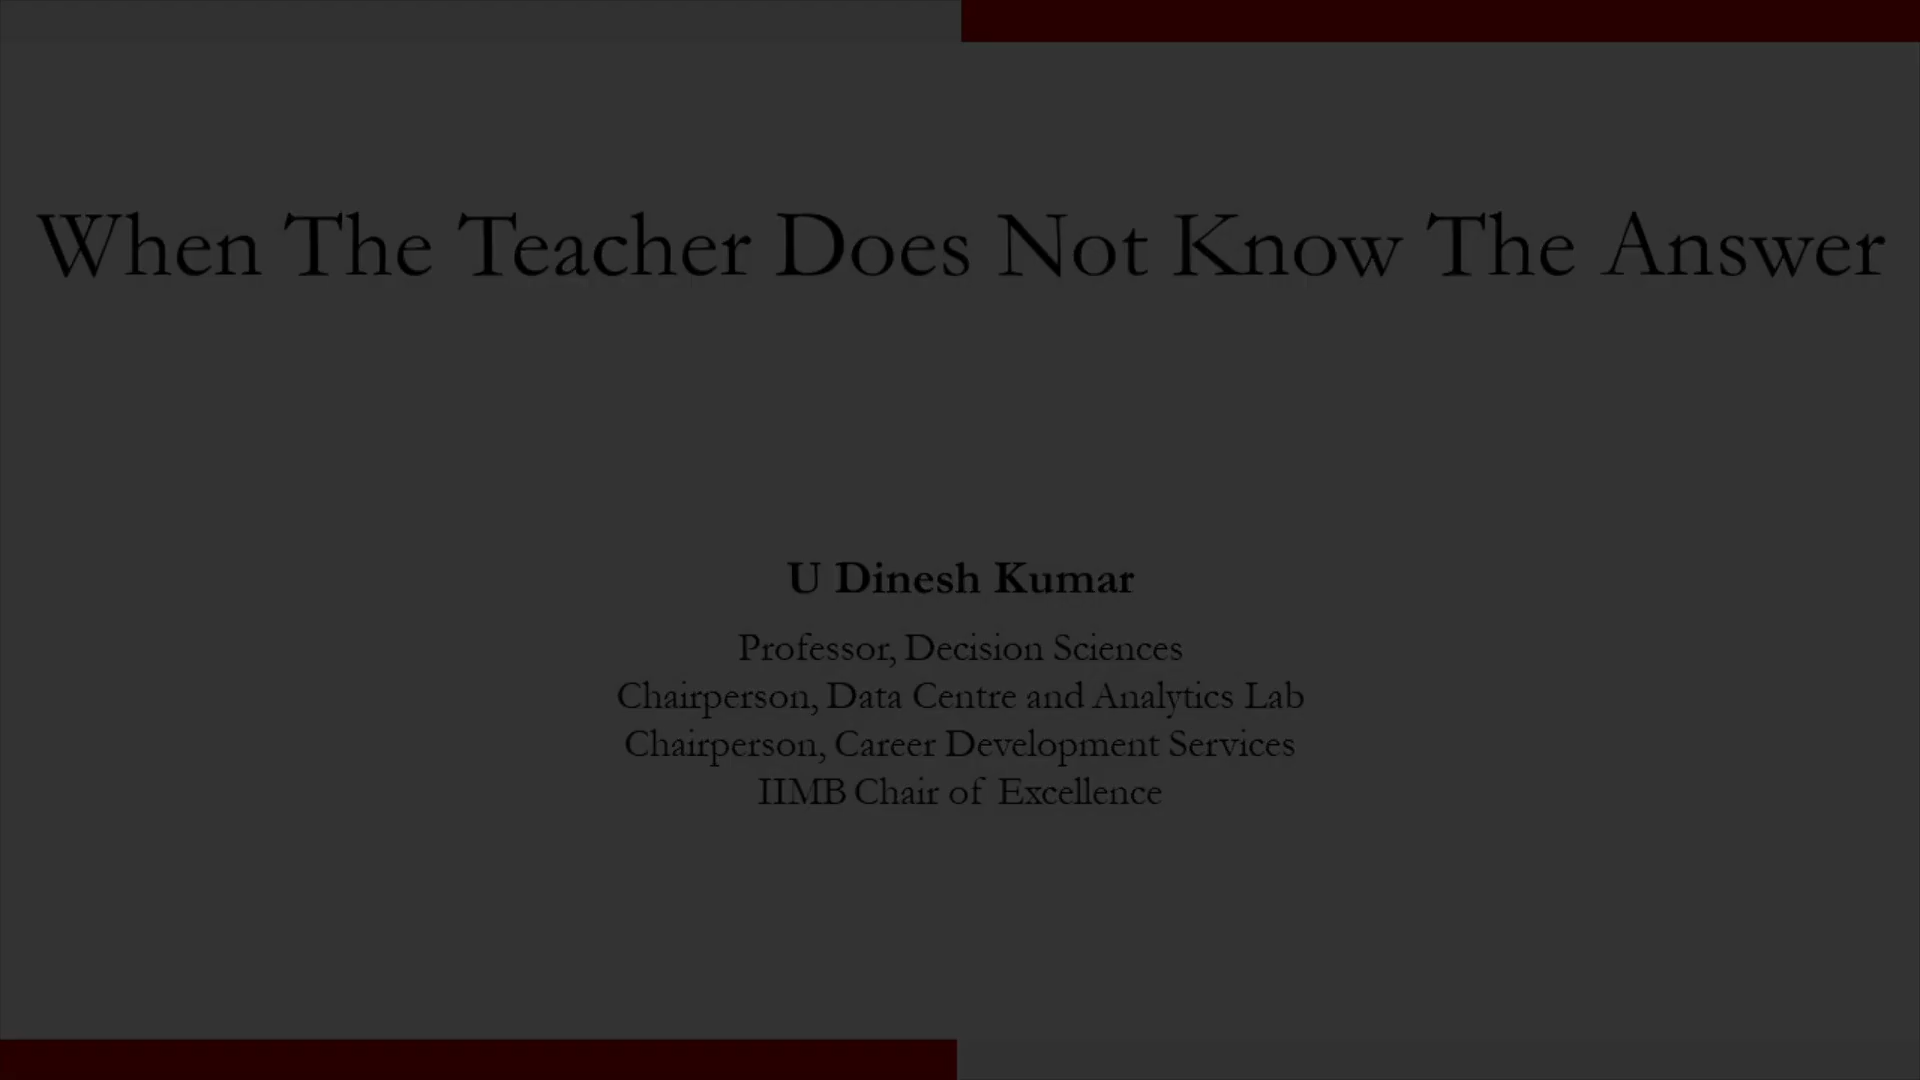 When The Teacher Does Not Know The Answer
U Dinesh Kumar
Professor, Decision Sciences
Chairperson, Data Centre and Analytics Lab
Chairperson, Career Development Services
IIMB Chair of Excellence